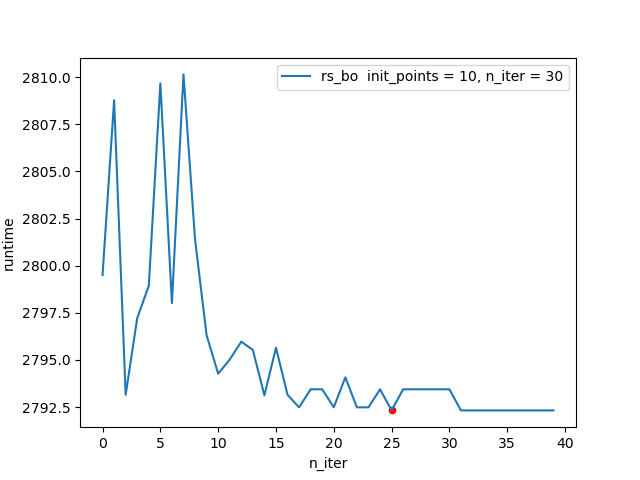 rs_bo  init_points = 10, n_iter = 30
2810.0
2807.5
2805.0
2802.5
2800.0
2797.5
2795.0
2792.5
runtime
0 5 10 15 20 25 30 35 40
n_iter